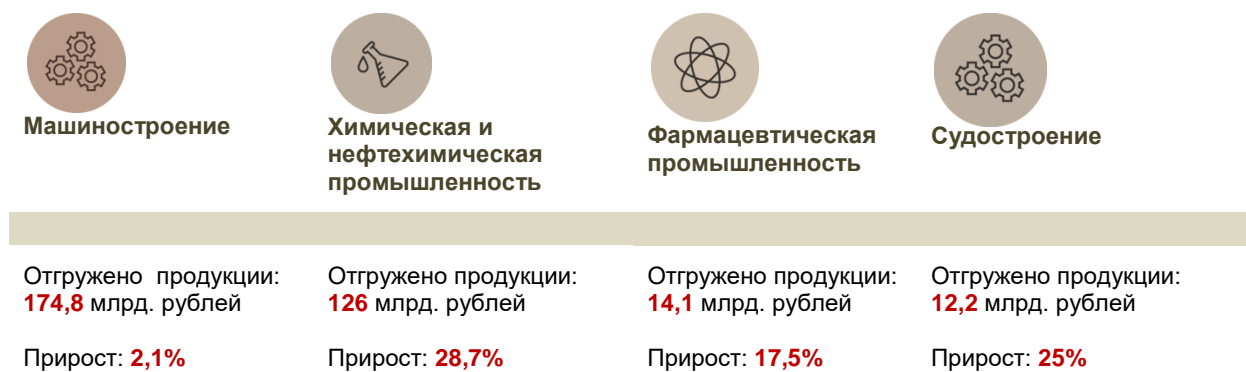 Машиностроение
Химическая и
нефтехимическая
промышленность
Фармацевтическая
промышленность
Судостроение
Отгружено продукции:
174,8 млрд. рублей
Прирост: 2,1%
Отгружено продукции:
126 млрд. рублей
Прирост: 28,7%
Отгружено продукции:
14,1 млрд. рублей
Прирост: 17,5%
Отгружено продукции:
12,2 млрд. рублей
Прирост: 25%